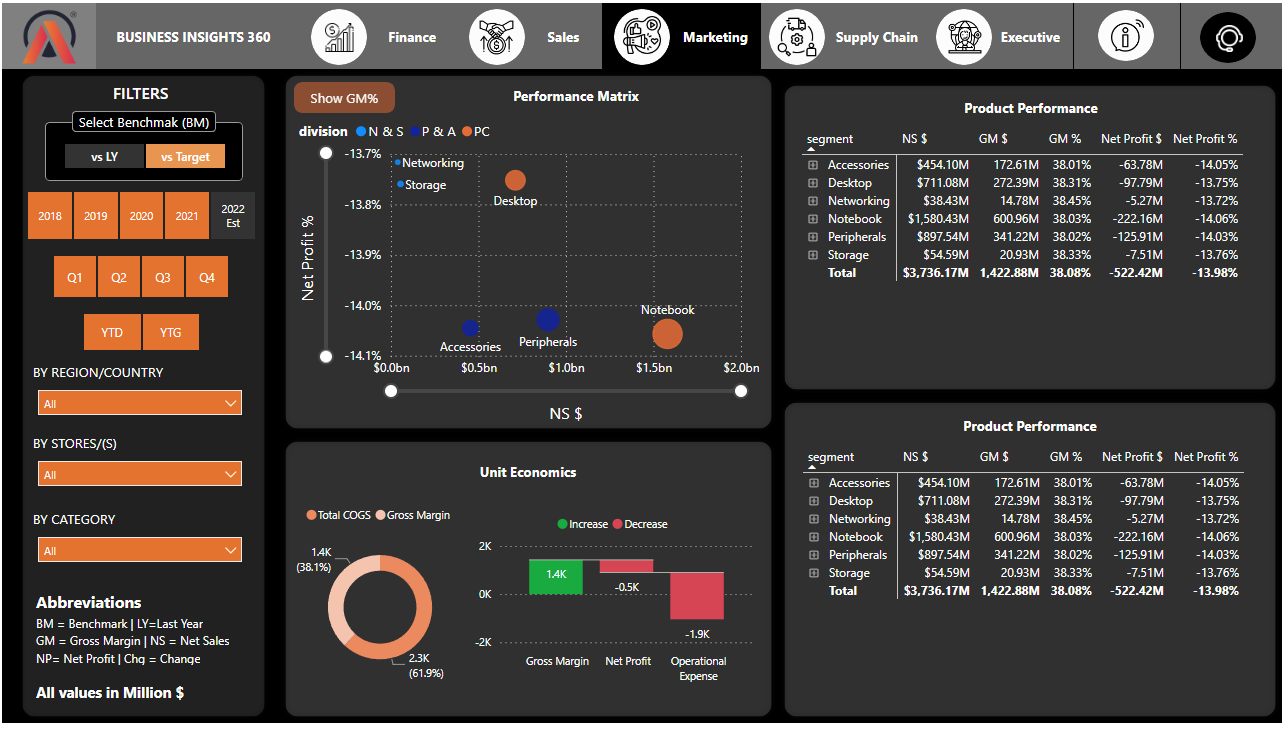 BUSINESS INSIGHTS 360
Finance
Sales
Marketing
Supply Chain
Executive
FILTERS
Select Benchmak (BM)
vs LY
vs Target
2018
2019
2020
2021
2022
Est
Q1
Q2
Q3
Q4
YTD
YTG
BY REGION/COUNTRY
All
BY STORES/(S)
All
BY CATEGORY
All
Abbreviations
BM = Benchmark | LY=Last Year
GM = Gross Margin | NS = Net Sales
NP= Net Profit | Chq = Change
All values in Million $
Show GM%
Performance Matrix
division N & S P & A PC
-13.7%
-13.8%
-13.9%
-14.0%
-14.1%
Net Profit %
Networking
Storage
Desktop
Notebook
Accessories
Peripherals
$0.0bn $0.5bn $1.0bn $1.5bn $2.0bn
NS $
Unit Economics
Total COGS Gross Margin
1.4K
(38.1%)
2.3K
(61.9%)
Increase Decrease
2K
0K
-2K
1.4K
-0.5K
-1.9K
Gross Margin
Net Profit
Operational
Expense
Product Performance
segment NS $ GM $ GM % Net Profit $ Net Profit %
Accessories $454.10M 172.61M 38.01% -63.78M -14.05%
Desktop $711.08M 272.39M 38.31% -97.79M -13.75%
Networking $38.43M 14.78M 38.45% -5.27M -13.72%
Notebook $1,580.43M 600.96M 38.03% -222.16M -14.06%
Peripherals $897.54M 341.22M 38.02% -125.91M -14.03%
Storage $54.59M 20.93M 38.33% -7.51M -13.76%
Total $3,736.17M 1,422.88M 38.08% -522.42M -13.98%
Product Performance
segment NS $ GM $ GM % Net Profit $ Net Profit %
Accessories $454.10M 172.61M 38.01% -63.78M -14.05%
Desktop $711.08M 272.39M 38.31% -97.79M -13.75%
Networking $38.43M 14.78M 38.45% -5.27M -13.72%
Notebook $1,580.43M 600.96M 38.03% -222.16M -14.06%
Peripherals $897.54M 341.22M 38.02% -125.91M -14.03%
Storage $54.59M 20.93M 38.33% -7.51M -13.76%
Total $3,736.17M 1,422.88M 38.08% -522.42M -13.98%